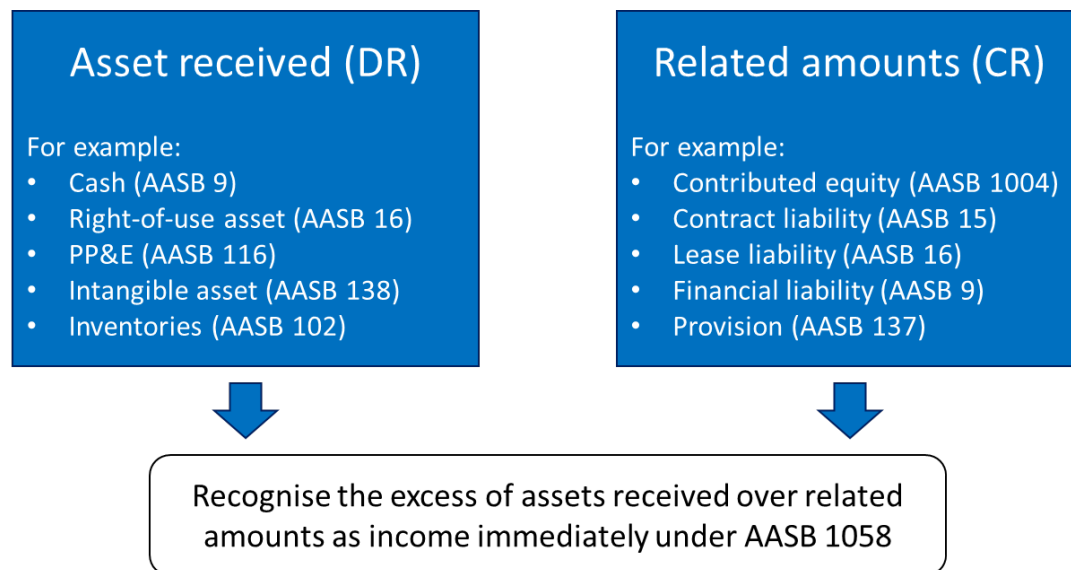 Asset received (DR)
For example:
• Cash (AASB 9)
• Right-of-use asset (AASB 16)
• PP&E (AASB 116)
• Intangible asset (AASB 138)
• Inventories (AASB 102)
Related amounts (CR)
For example:
• Contributed equity (AASB 1004)
• Contract liability (AASB 15)
• Lease liability (AASB 16)
• Financial liability (AASB 9)
• Provision (AASB 137)
Recognise the excess of assets received over related
amounts as income immediately under AASB 1058